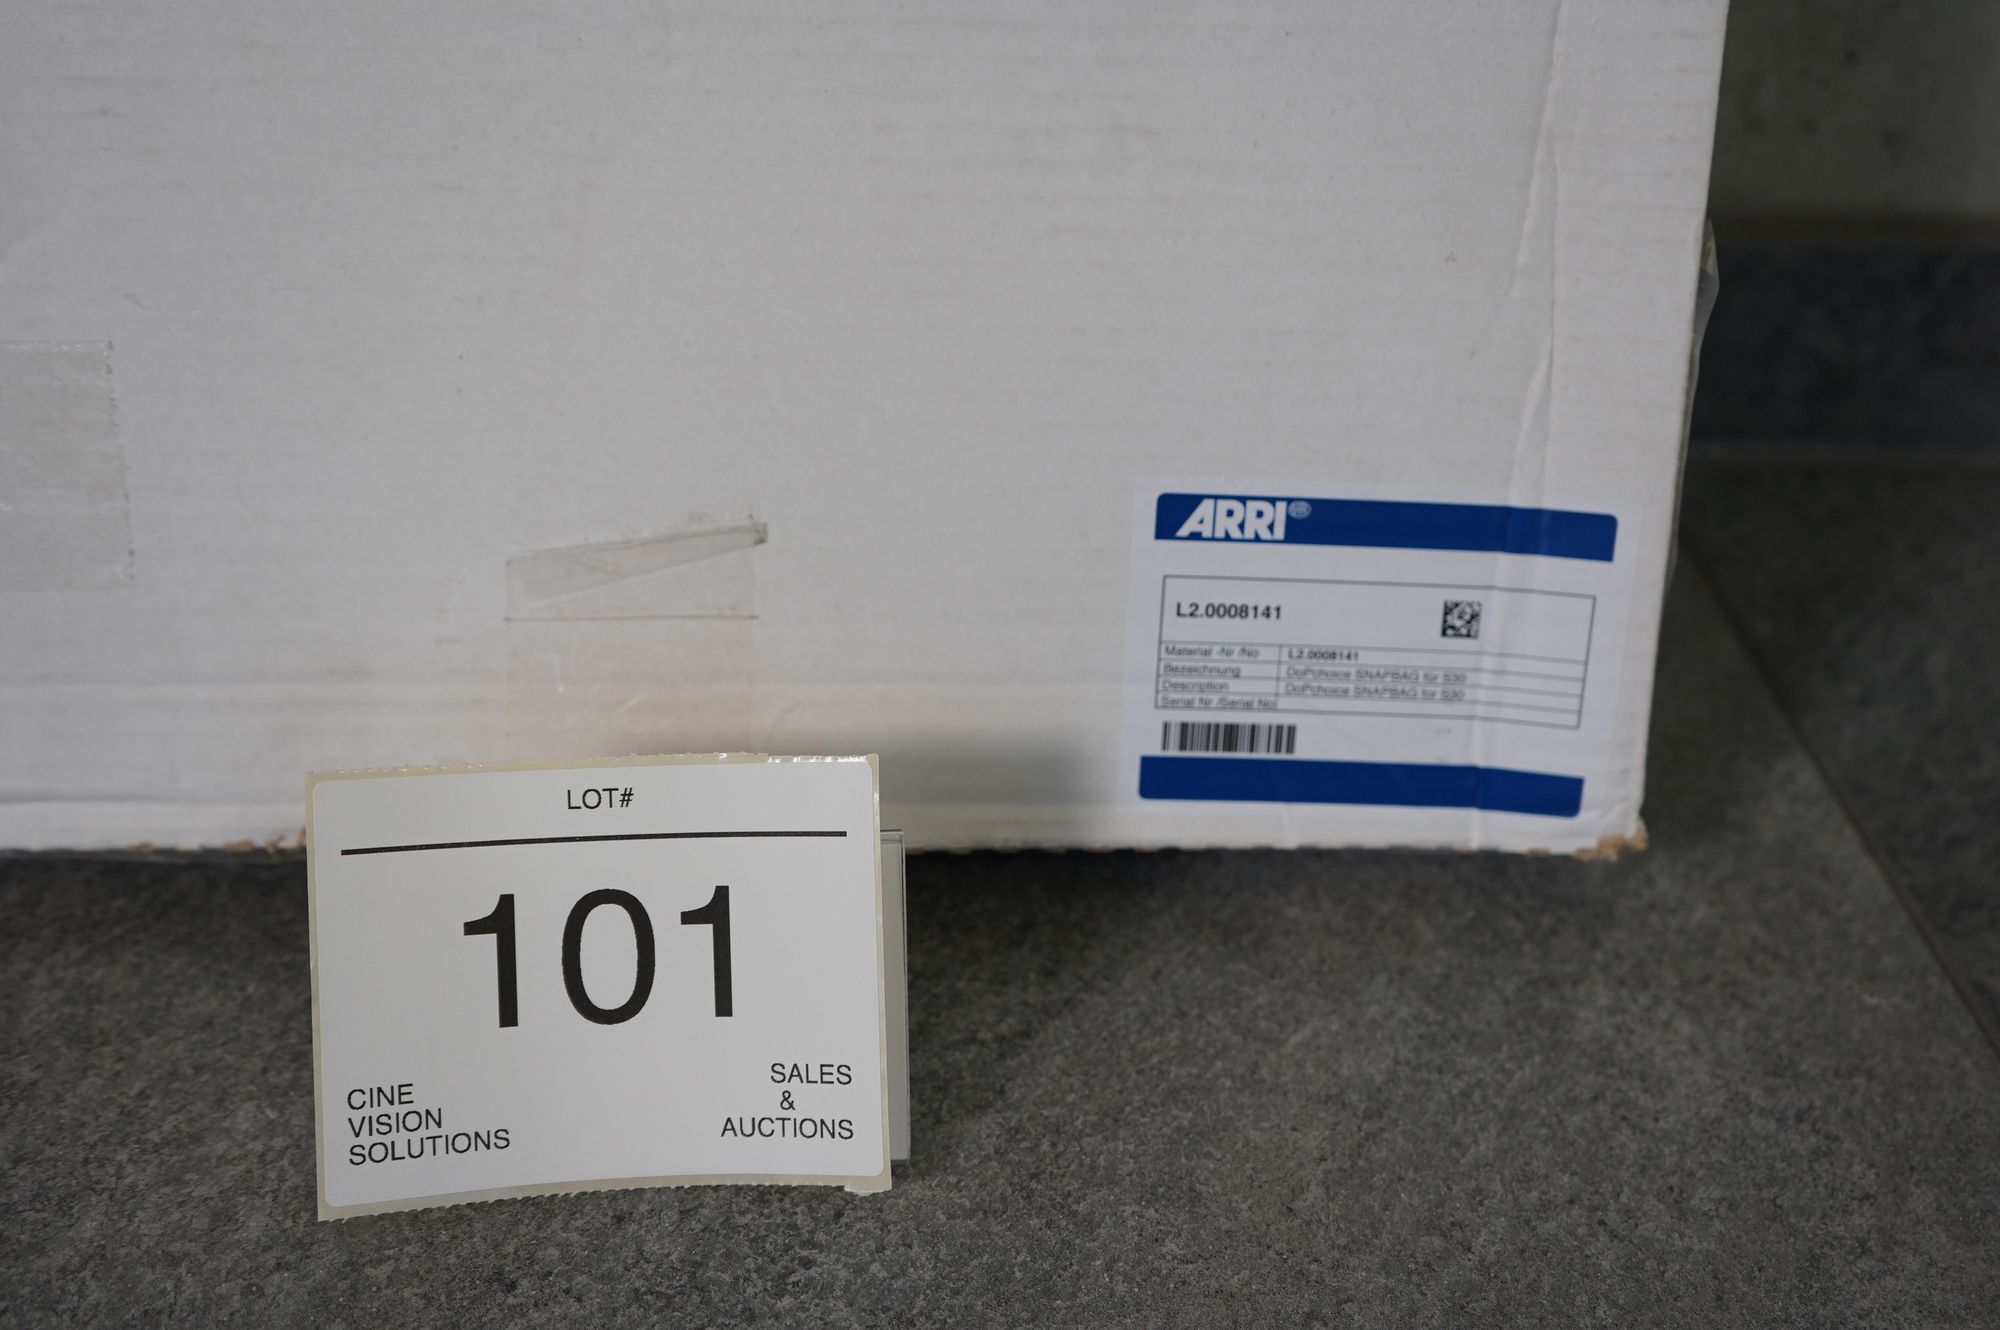 ARRI®
L2.0008141
Material -Nr /No L2.0008141
Bezeichnung DoPchoice SNAPBAG für S30
Description DoPchoice SNAPBAG for S30
Serial Nr /Serial No
LOT#
101
CINE
VISION
SOLUTIONS
SALES
&
AUCTIONS